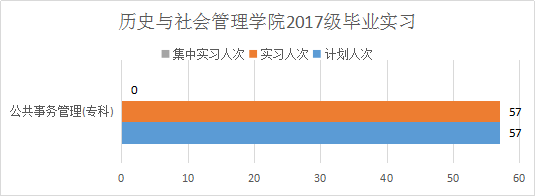 历史与社会管理学院2017级毕业实习
集中实习人次 实习人次 计划人次
0
公共事务管理(专科)
57
57
0 10 20 30 40 50 60